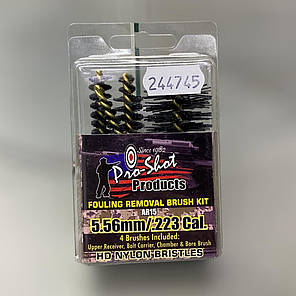 244745
Since 1982
Pro-Shot
Products
FOULING REMOVAL BRUSH KIT
AR15
5.56mm/.223 Cal.
4 Brushes Included:
Upper Receiver, Bolt Carrier, Chamber & Bore Brush
HD NYLON BRISTLES